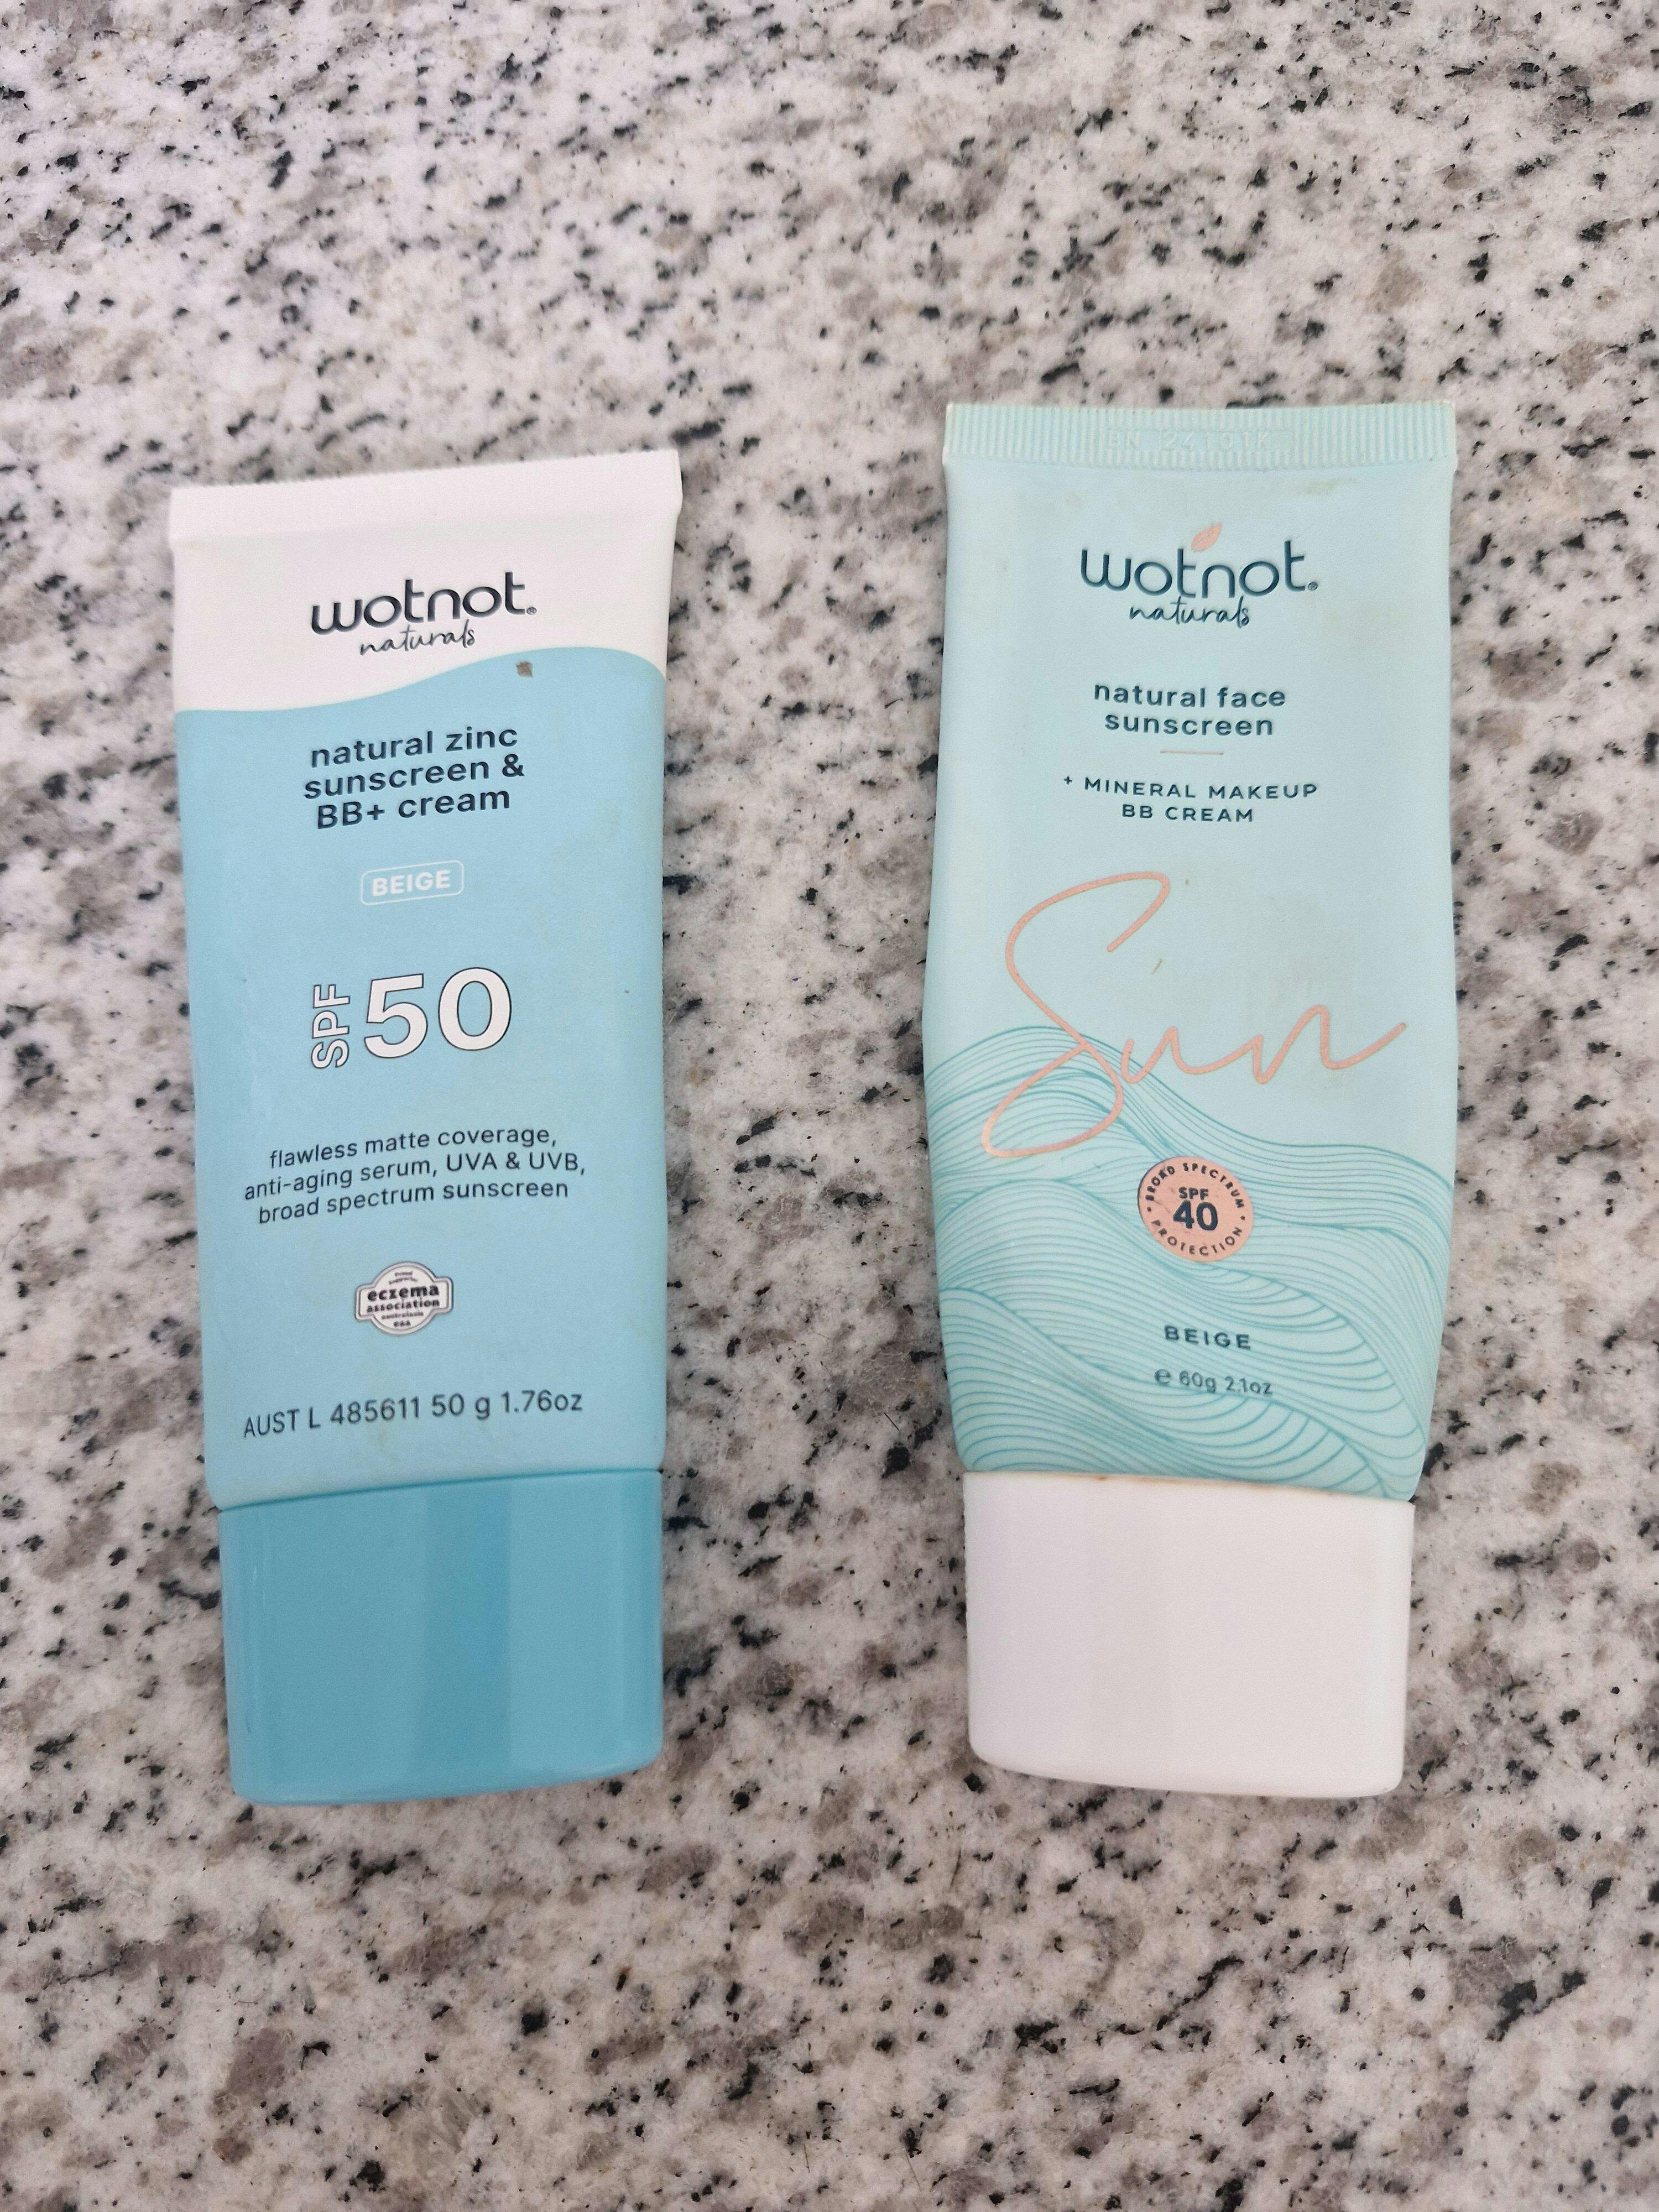 wotnot®
naturals
natural zinc
sunscreen &
BB+ cream
BEIGE
SPF 50
flawless matte coverage,
anti-aging serum, UVA & UVB,
broad spectrum sunscreen
eczema
association
AUST L 485611 50 g 1.76oz
BN 24131K
wotnot®
naturals
natural face
sunscreen
+ MINERAL MAKEUP
BB CREAM
Sun
BROAD SPECTRUM
SPF
40
PROTECTION
BEIGE
e 60g 2.1oz